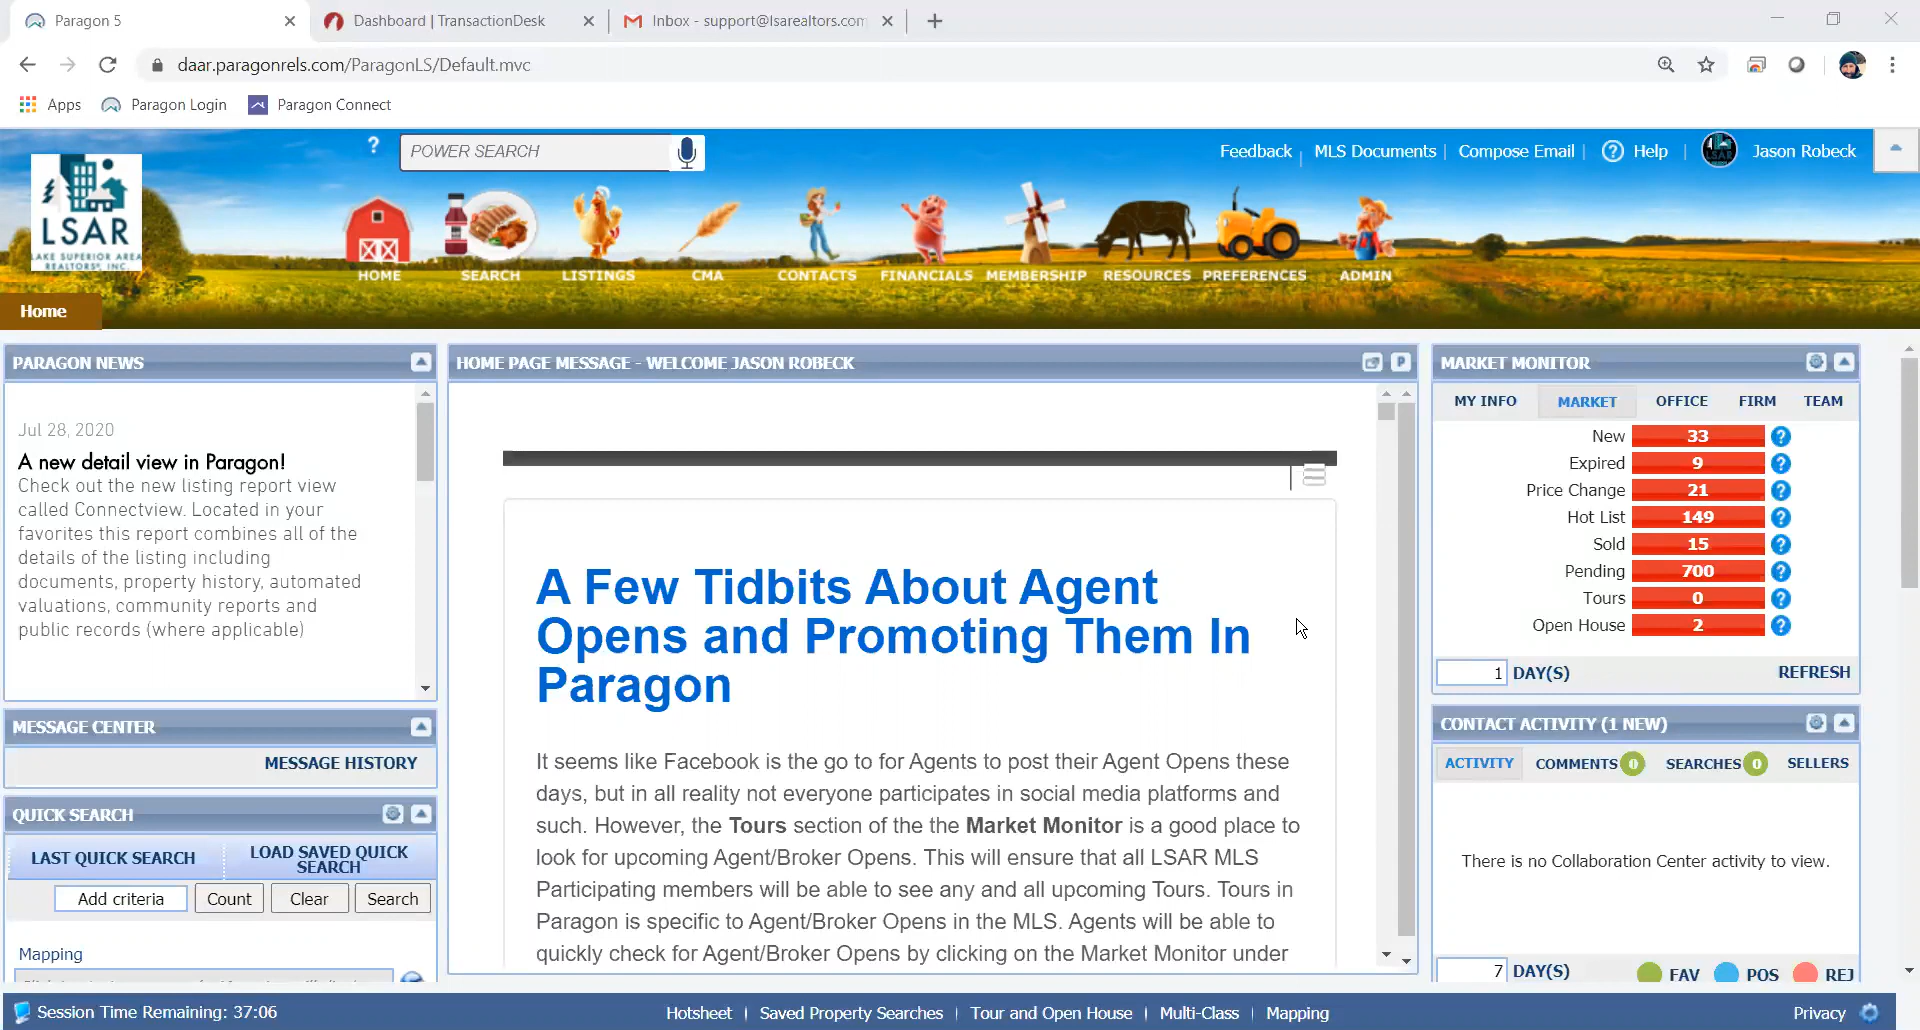 Paragon 5
Dashboard | TransactionDesk
Inbox - support@lsarealtors.com
daar.paragonrels.com/ParagonLS/Default.mvc
Apps
Paragon Login
Paragon Connect
? POWER SEARCH
Feedback | MLS Documents | Compose Email | ? Help | Jason Robeck
LSAR
LAKE SUPERIOR AREA
REALTORS®, INC.
HOME SEARCH LISTINGS CMA CONTACTS FINANCIALS MEMBERSHIP RESOURCES PREFERENCES ADMIN
Home
PARAGON NEWS
Jul 28, 2020
A new detail view in Paragon!
Check out the new listing report view
called Connectview. Located in your
favorites this report combines all of the
details of the listing including
documents, property history, automated
valuations, community reports and
public records (where applicable)
MESSAGE CENTER
MESSAGE HISTORY
QUICK SEARCH
LAST QUICK SEARCH
LOAD SAVED QUICK
SEARCH
Add criteria Count Clear Search
Mapping
HOME PAGE MESSAGE - WELCOME JASON ROBECK
P
A Few Tidbits About Agent
Opens and Promoting Them In
Paragon
It seems like Facebook is the go to for Agents to post their Agent Opens these
days, but in all reality not everyone participates in social media platforms and
such. However, the Tours section of the the Market Monitor is a good place to
look for upcoming Agent/Broker Opens. This will ensure that all LSAR MLS
Participating members will be able to see any and all upcoming Tours. Tours in
Paragon is specific to Agent/Broker Opens in the MLS. Agents will be able to
quickly check for Agent/Broker Opens by clicking on the Market Monitor under
MARKET MONITOR
MY INFO MARKET OFFICE FIRM TEAM
New 33 ?
Expired 9 ?
Price Change 21 ?
Hot List 149 ?
Sold 15 ?
Pending 700 ?
Tours 0 ?
Open House 2 ?
1 DAY(S) REFRESH
CONTACT ACTIVITY (1 NEW)
ACTIVITY COMMENTS 0 SEARCHES 0 SELLERS
There is no Collaboration Center activity to view.
7 DAY(S) FAV POS REJ
Session Time Remaining: 37:06
Hotsheet | Saved Property Searches | Tour and Open House | Multi-Class | Mapping
Privacy